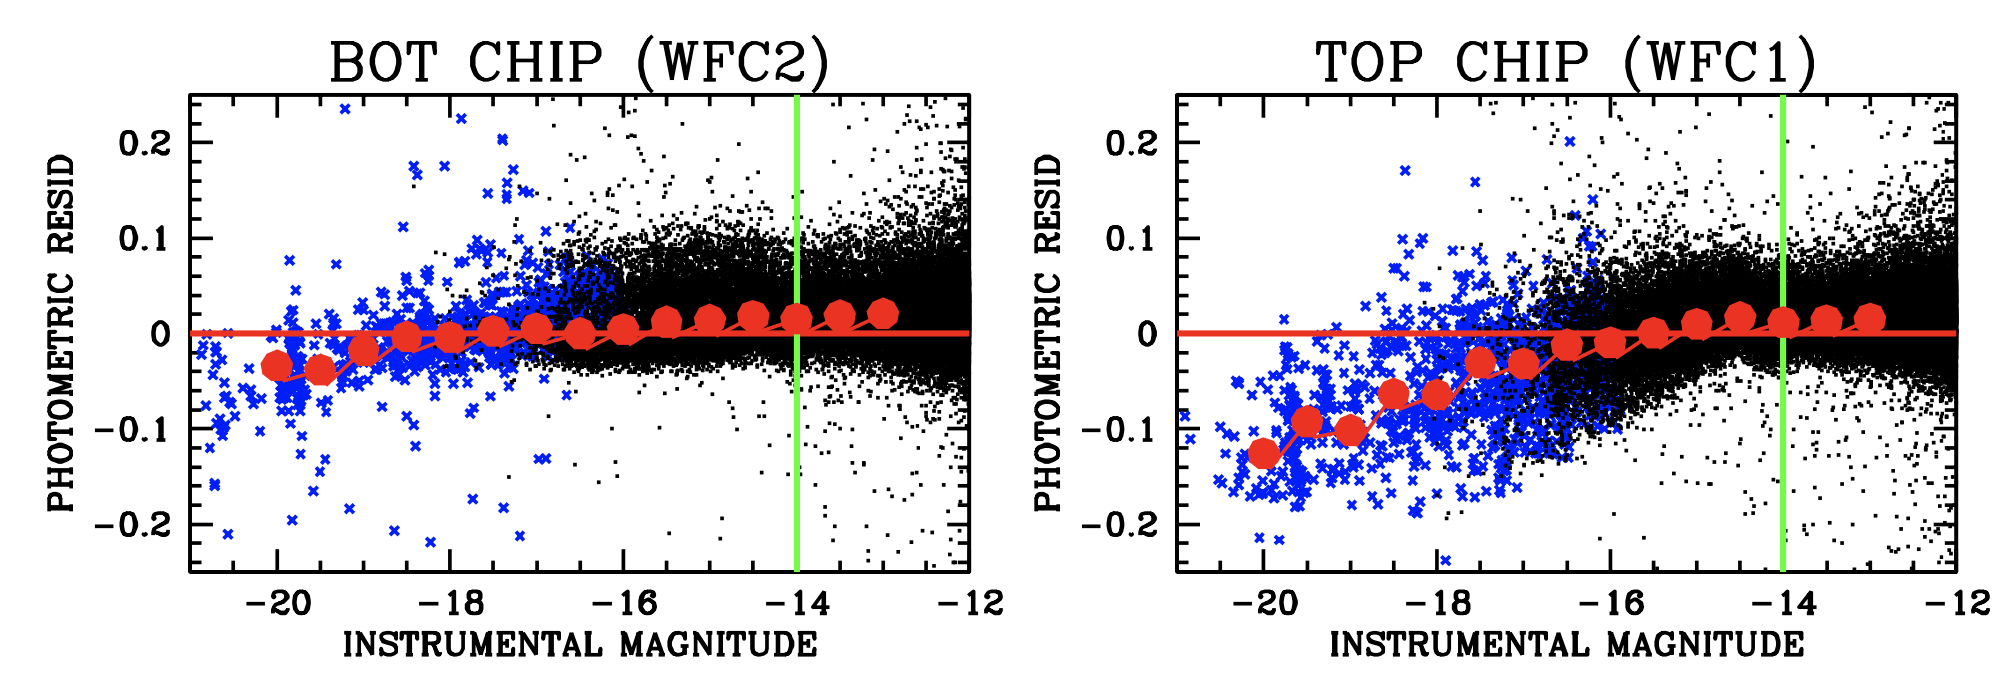 BOT CHIP (WFC2)
PHOTOMETRIC RESID
0.2
0.1
0
−0.1
−0.2
−20 −18 −16 −14 −12
INSTRUMENTAL MAGNITUDE
TOP CHIP (WFC1)
PHOTOMETRIC RESID
0.2
0.1
0
−0.1
−0.2
−20 −18 −16 −14 −12
INSTRUMENTAL MAGNITUDE